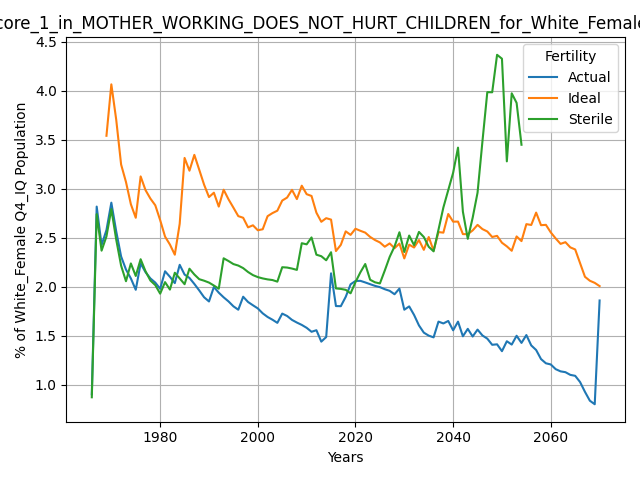 core_1_in_MOTHER_WORKING_DOES_NOT_HURT_CHILDREN_for_White_Female
4.5
4.0
3.5
3.0
2.5
2.0
1.5
1.0
% of White_Female Q4_IQ Population
Fertility
Actual
Ideal
Sterile
1980
2000
2020
2040
2060
Years